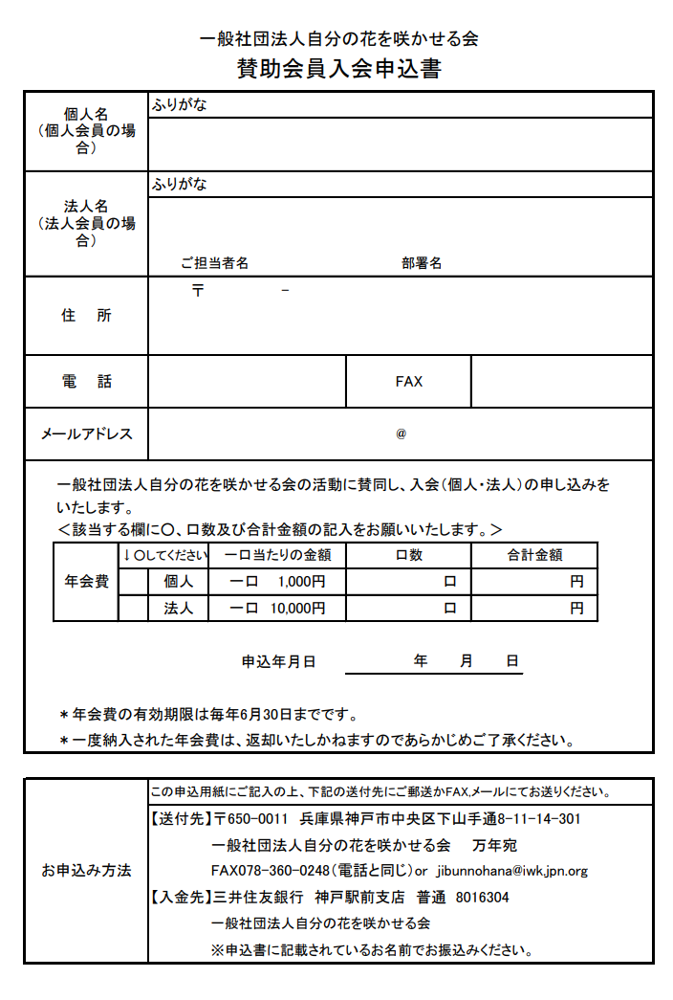 一般社団法人自分の花を咲かせる会
賛助会員入会申込書
個人名
（個人会員の場
合）
ふりがな
法人名
（法人会員の場
合）
ふりがな
ご担当者名 部署名
住 所
〒 －
電 話
FAX
メールアドレス
@
一般社団法人自分の花を咲かせる会の活動に賛同し、入会（個人・法人）の申し込みを
いたします。
＜該当する欄に〇、口数及び合計金額の記入をお願いいたします。＞
年会費
↓〇してください 一口当たりの金額 口数 合計金額
個人 一口 1,000円 口 円
法人 一口 10,000円 口 円
申込年月日 年 月 日
＊年会費の有効期限は毎年6月30日までです。
＊一度納入された年会費は、返却いたしかねますのであらかじめご了承ください。
お申込み方法
この申込用紙にご記入の上、下記の送付先にご郵送かFAX,メールにてお送りください。
【送付先】〒650-0011 兵庫県神戸市中央区下山手通8-11-14-301
一般社団法人自分の花を咲かせる会 万年宛
FAX078-360-0248（電話と同じ）or jibunnohana@iwk.jpn.org
【入金先】三井住友銀行 神戸駅前支店 普通 8016304
一般社団法人自分の花を咲かせる会
※申込書に記載されているお名前でお振込みください。